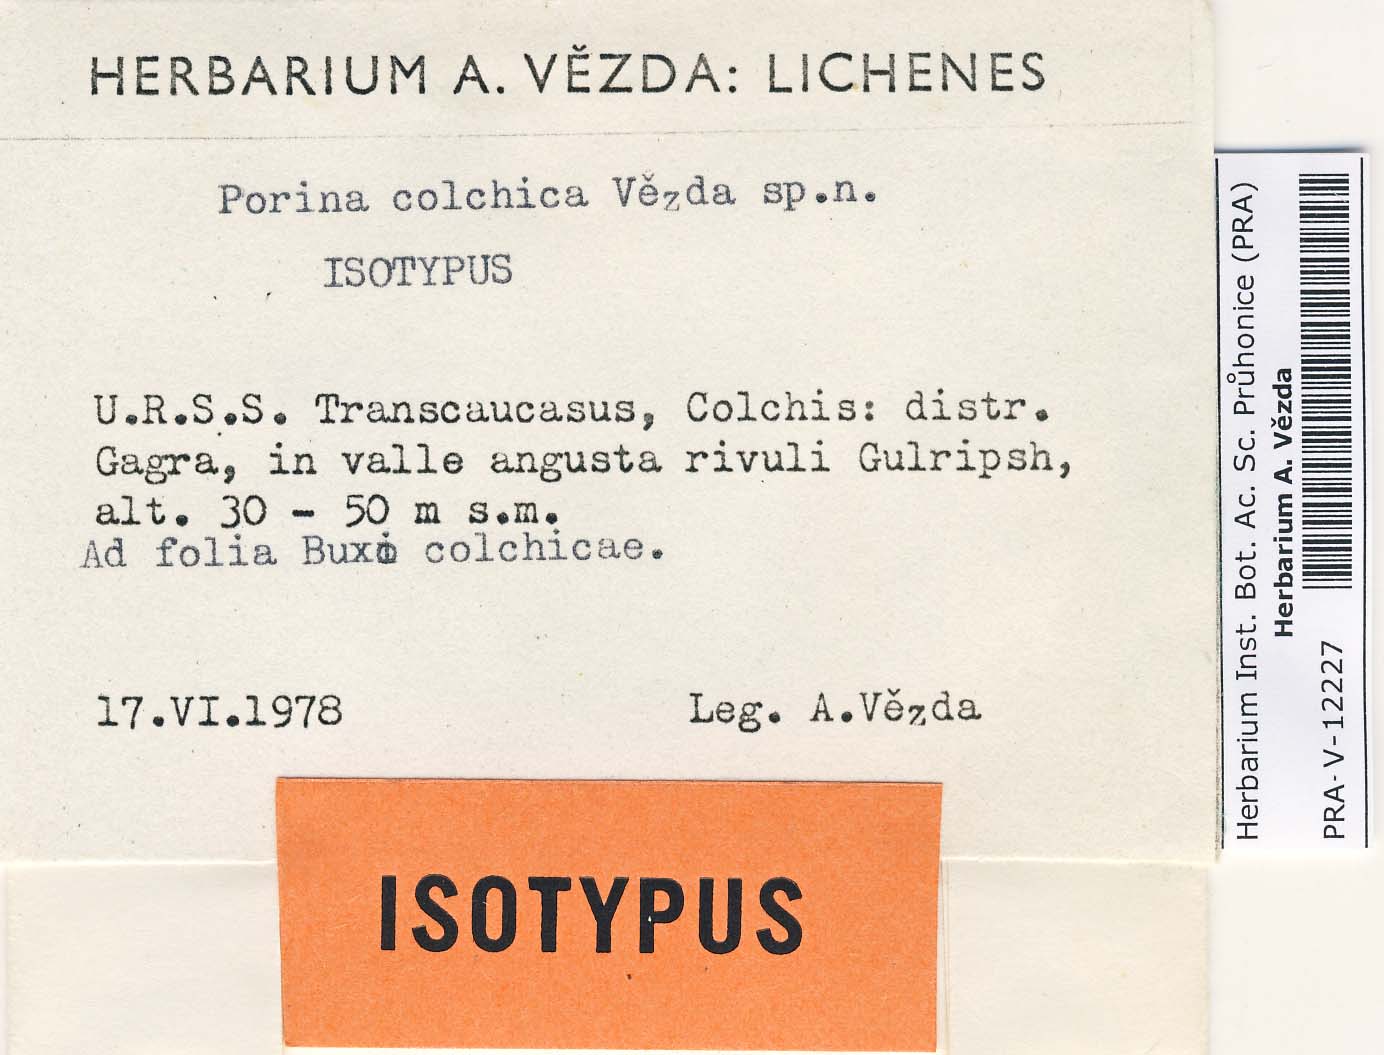 HERBARIUM A. VĚZDA: LICHENES
Porina colchica Vězda sp.n.
ISOTYPUS
U.R.S.S. Transcaucasus, Colchis: distr.
Gagra, in valle angusta rivuli Gulripsh,
alt. 30 - 50 m s.m.
Ad folia Buxi colchicae.
17.VI.1978 Leg. A.Vězda
ISOTYPUS
Herbarium Inst. Bot. Ac. Sc. Průhonice (PRA)
Herbarium A. Vězda
PRA-V-12227